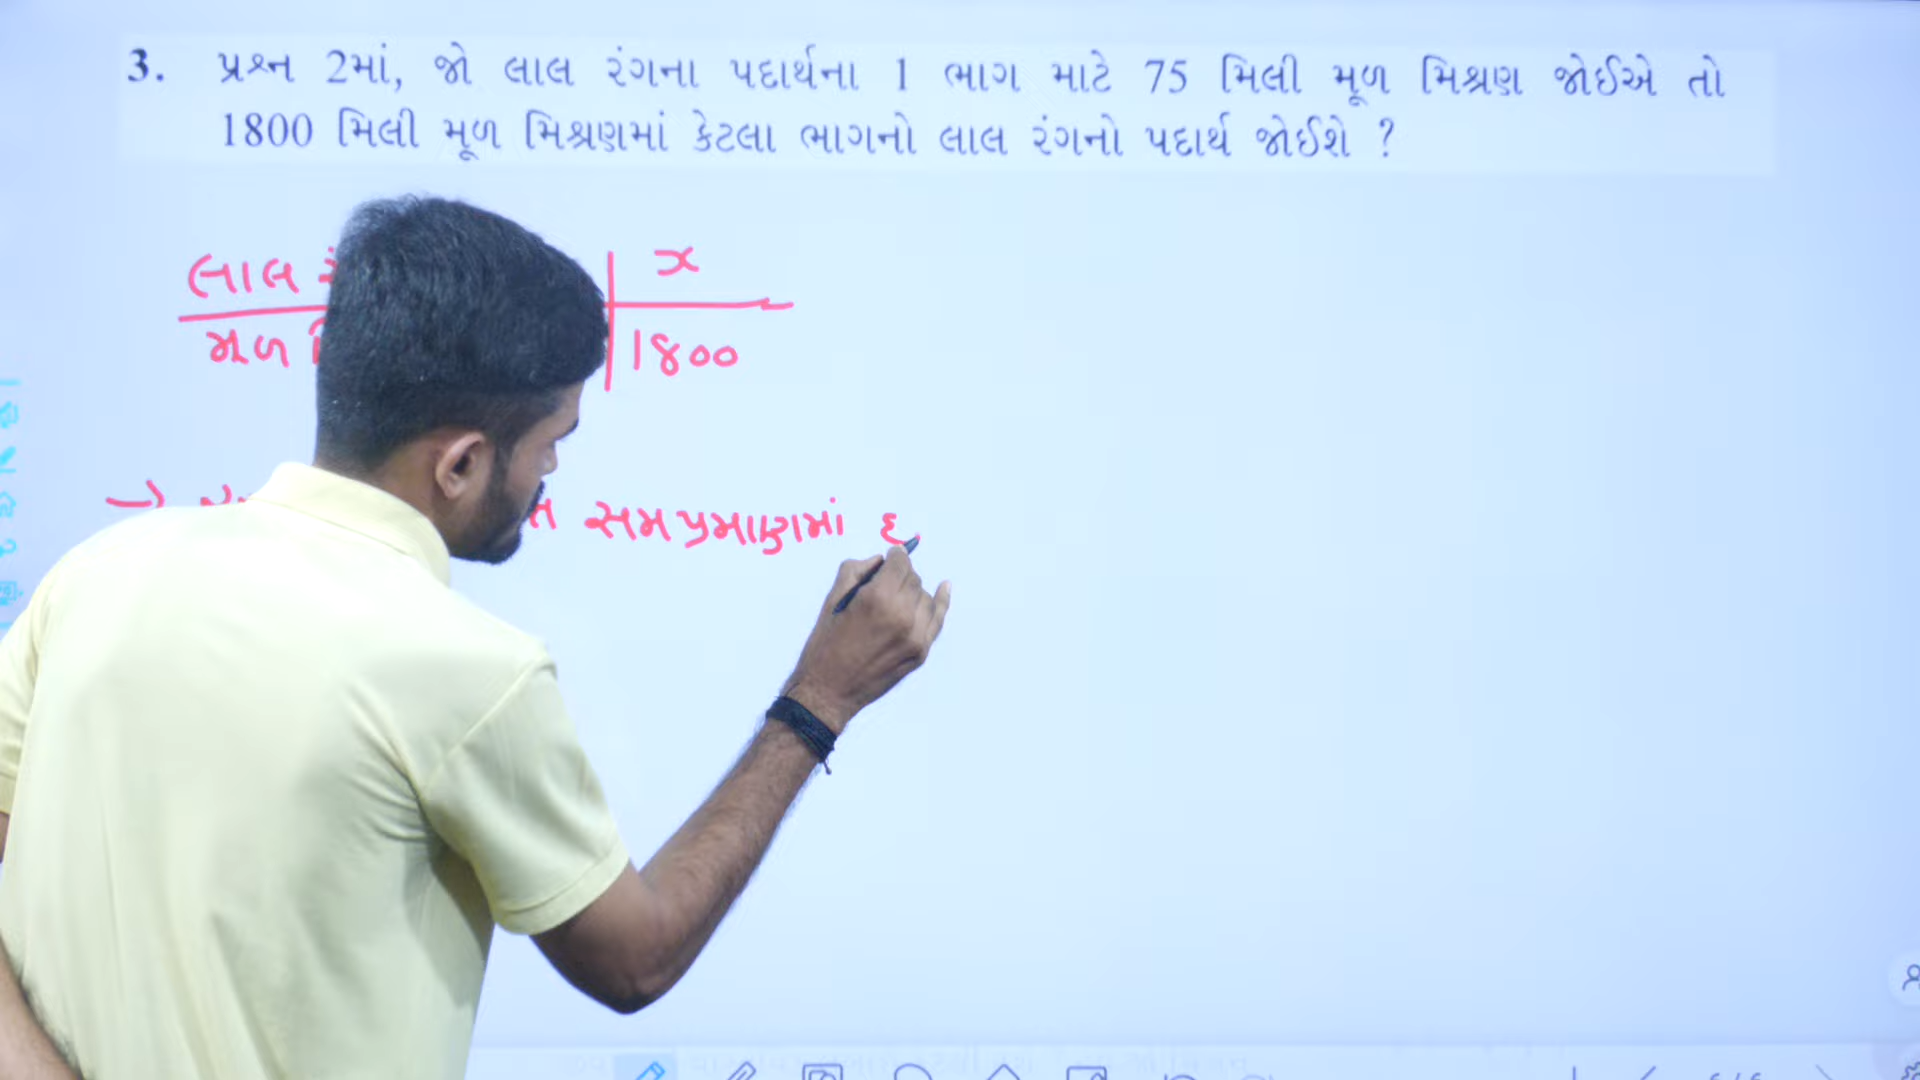 3. પ્રશ્ન 2માં, જો લાલ રંગના પદાર્થના 1 ભાગ માટે 75 મિલી મૂળ મિશ્રણ જોઈએ તો
1800 મિલી મૂળ મિશ્રણમાં કેટલા ભાગનો લાલ રંગનો પદાર્થ જોઈશે ?
લાલ x
મૂળ 1800
→ સમપ્રમાણમાં